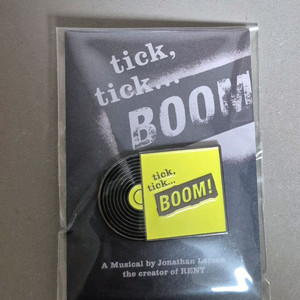 tick,
tick...
BOOM
tick,
tick...
BOOM!
A Musical by Jonathan Larson
the creator of RENT